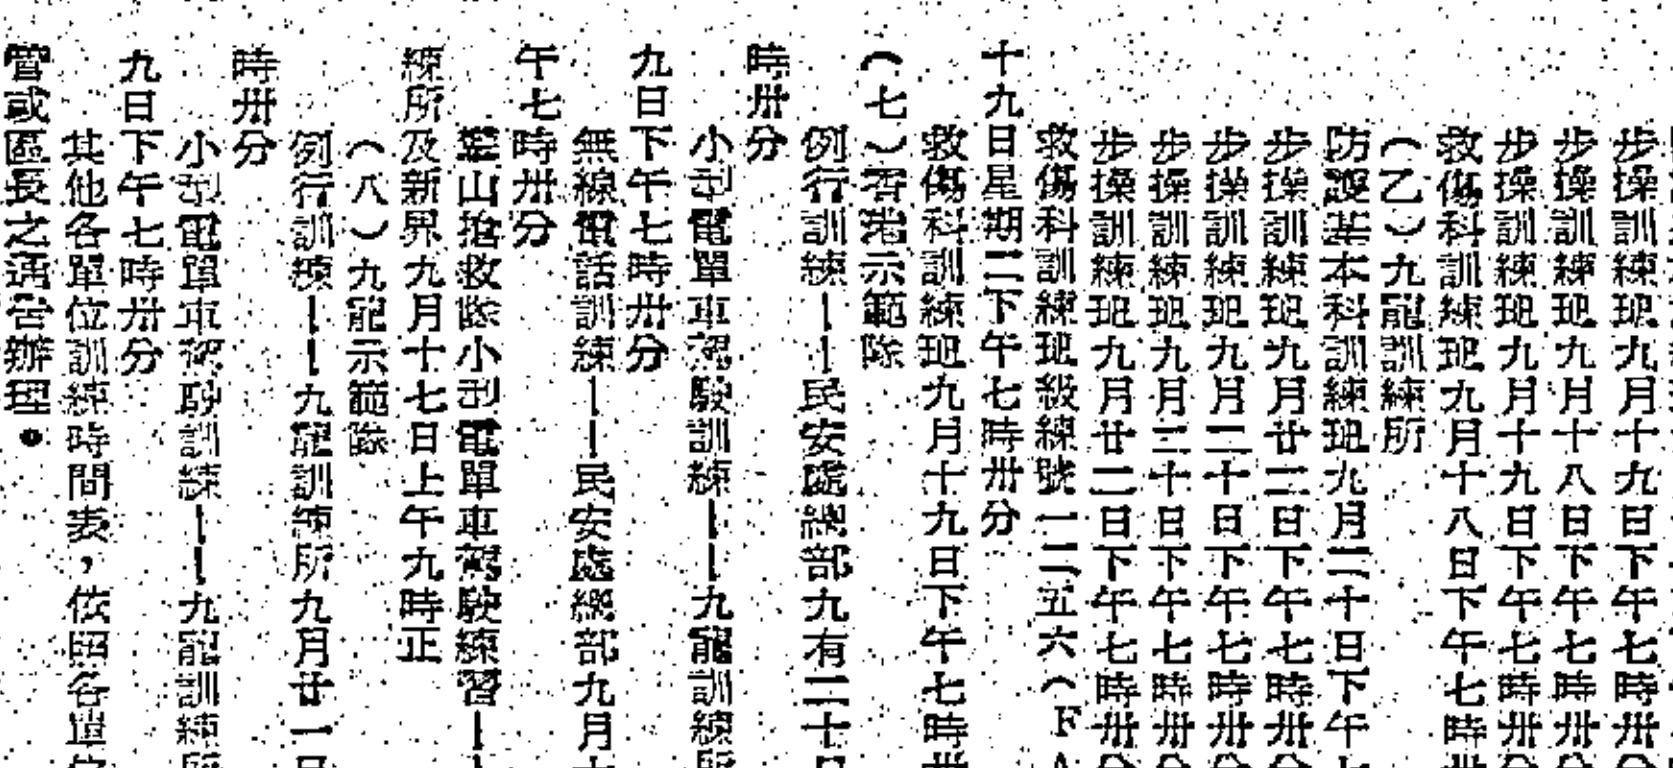 步操訓練班九月十九日下午七時卅分
步操訓練班九月十八日下午七時卅分
步操訓練班九月十九日下午七時卅分
救傷科訓練班九月十八日下午七時卅
(乙)九龍訓練所
防護基本科訓練班九月二十日下午七
步操訓練班九月廿二日下午七時卅分
步操訓練班九月二十日下午七時卅分
步操訓練班九月三十日下午七時卅分
步操訓練班九月廿二日下午七時卅分
救傷科訓練班級練號一二五六(FA
十九日星期二下午七時卅分
救傷科訓練班九月十九日下午七時卅
(七)香港示範隊
例行訓練——民安處總部九有二十日
時卅分
小型電單車駕駛訓練——九龍訓練所
九日下午七時卅分
無線電話訓練——民安處總部九月十
午七時卅分
攀山搶救隊小型電單車駕駛練習—
練所及新界九月十七日上午九時正
(八)九龍示範隊
例行訓練——九龍訓練所九月廿一日
時卅分
小型電單車駕駛訓練——九龍訓練所
九日下午七時卅分
其他各單位訓練時間表,依照各單位
管或區長之通告辦理。